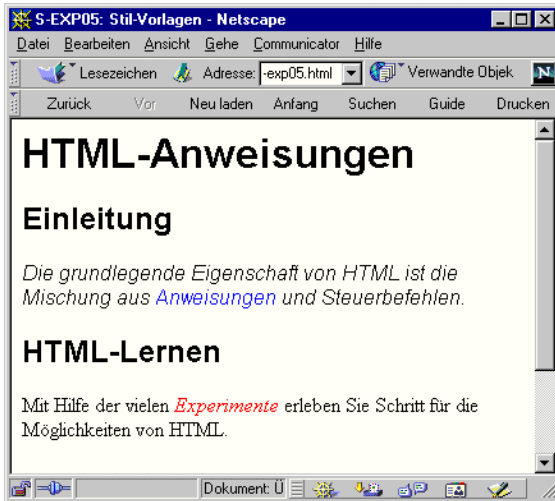 S-EXP05: Stil-Vorlagen - Netscape
Datei Bearbeiten Ansicht Gehe Communicator Hilfe
Lesezeichen Adresse: -exp05.html Verwandte Objek N
Zurück Vor Neu laden Anfang Suchen Guide Drucken
HTML-Anweisungen
Einleitung
Die grundlegende Eigenschaft von HTML ist die
Mischung aus Anweisungen und Steuerbefehlen.
HTML-Lernen
Mit Hilfe der vielen Experimente erleben Sie Schritt für die
Möglichkeiten von HTML.
Dokument: Ü